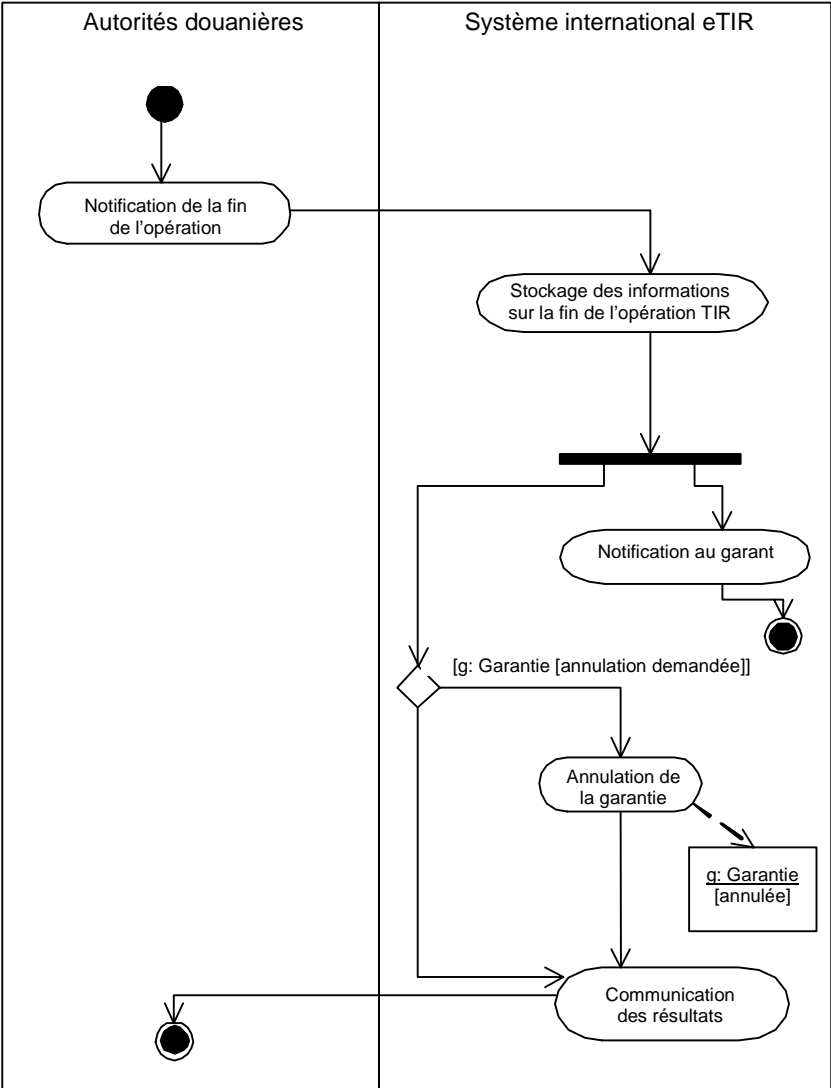 Autorités douanières
Système international eTIR
Notification de la fin
de l'opération
Stockage des informations
sur la fin de l'opération TIR
Notification au garant
[g: Garantie [annulation demandée]]
Annulation de
la garantie
g: Garantie
[annulée]
Communication
des résultats